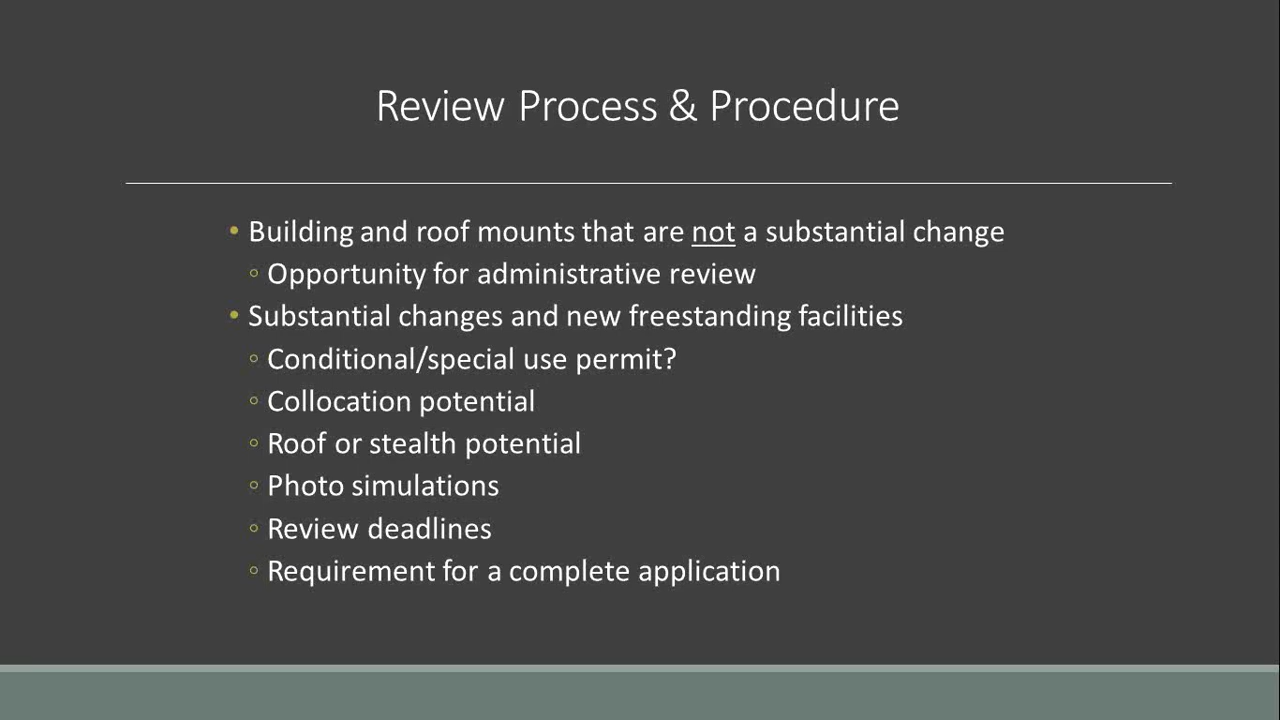 Review Process & Procedure
• Building and roof mounts that are not a substantial change
◦ Opportunity for administrative review
• Substantial changes and new freestanding facilities
◦ Conditional/special use permit?
◦ Collocation potential
◦ Roof or stealth potential
◦ Photo simulations
◦ Review deadlines
◦ Requirement for a complete application